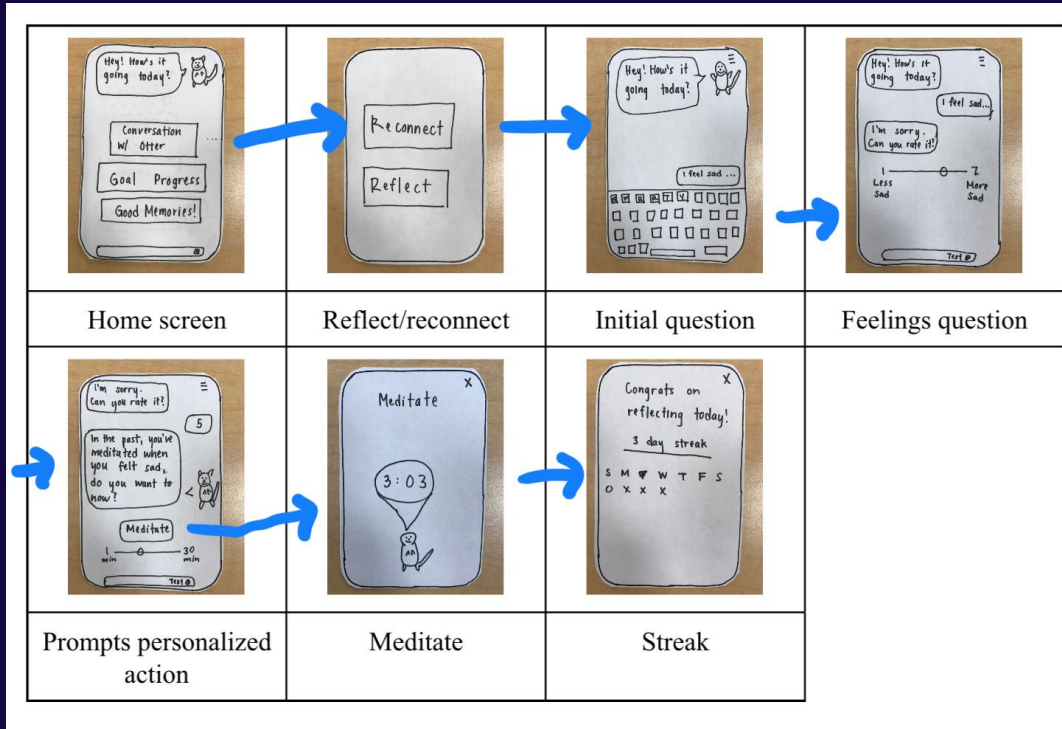 Hey! How's it
going today?
Conversation
w/ Otter
Goal Progress
Good Memories!
Home screen
Reconnect
Reflect
Reflect/reconnect
Hey! How's it
going today?
I feel sad...
Initial question
Hey! How's it
going today?
I feel sad...
I'm sorry.
Can you rate it?
1 7
Less More
Sad Sad
Text
Feelings question
I'm sorry.
Can you rate it?
5
In the past, you've
meditated when
you felt sad,
do you want to
now?
Meditate
1 30
min min
Text
Prompts personalized
action
X
Meditate
3:03
Meditate
X
Congrats on
reflecting today!
3 day streak
S M T W T F S
O X X X
Streak